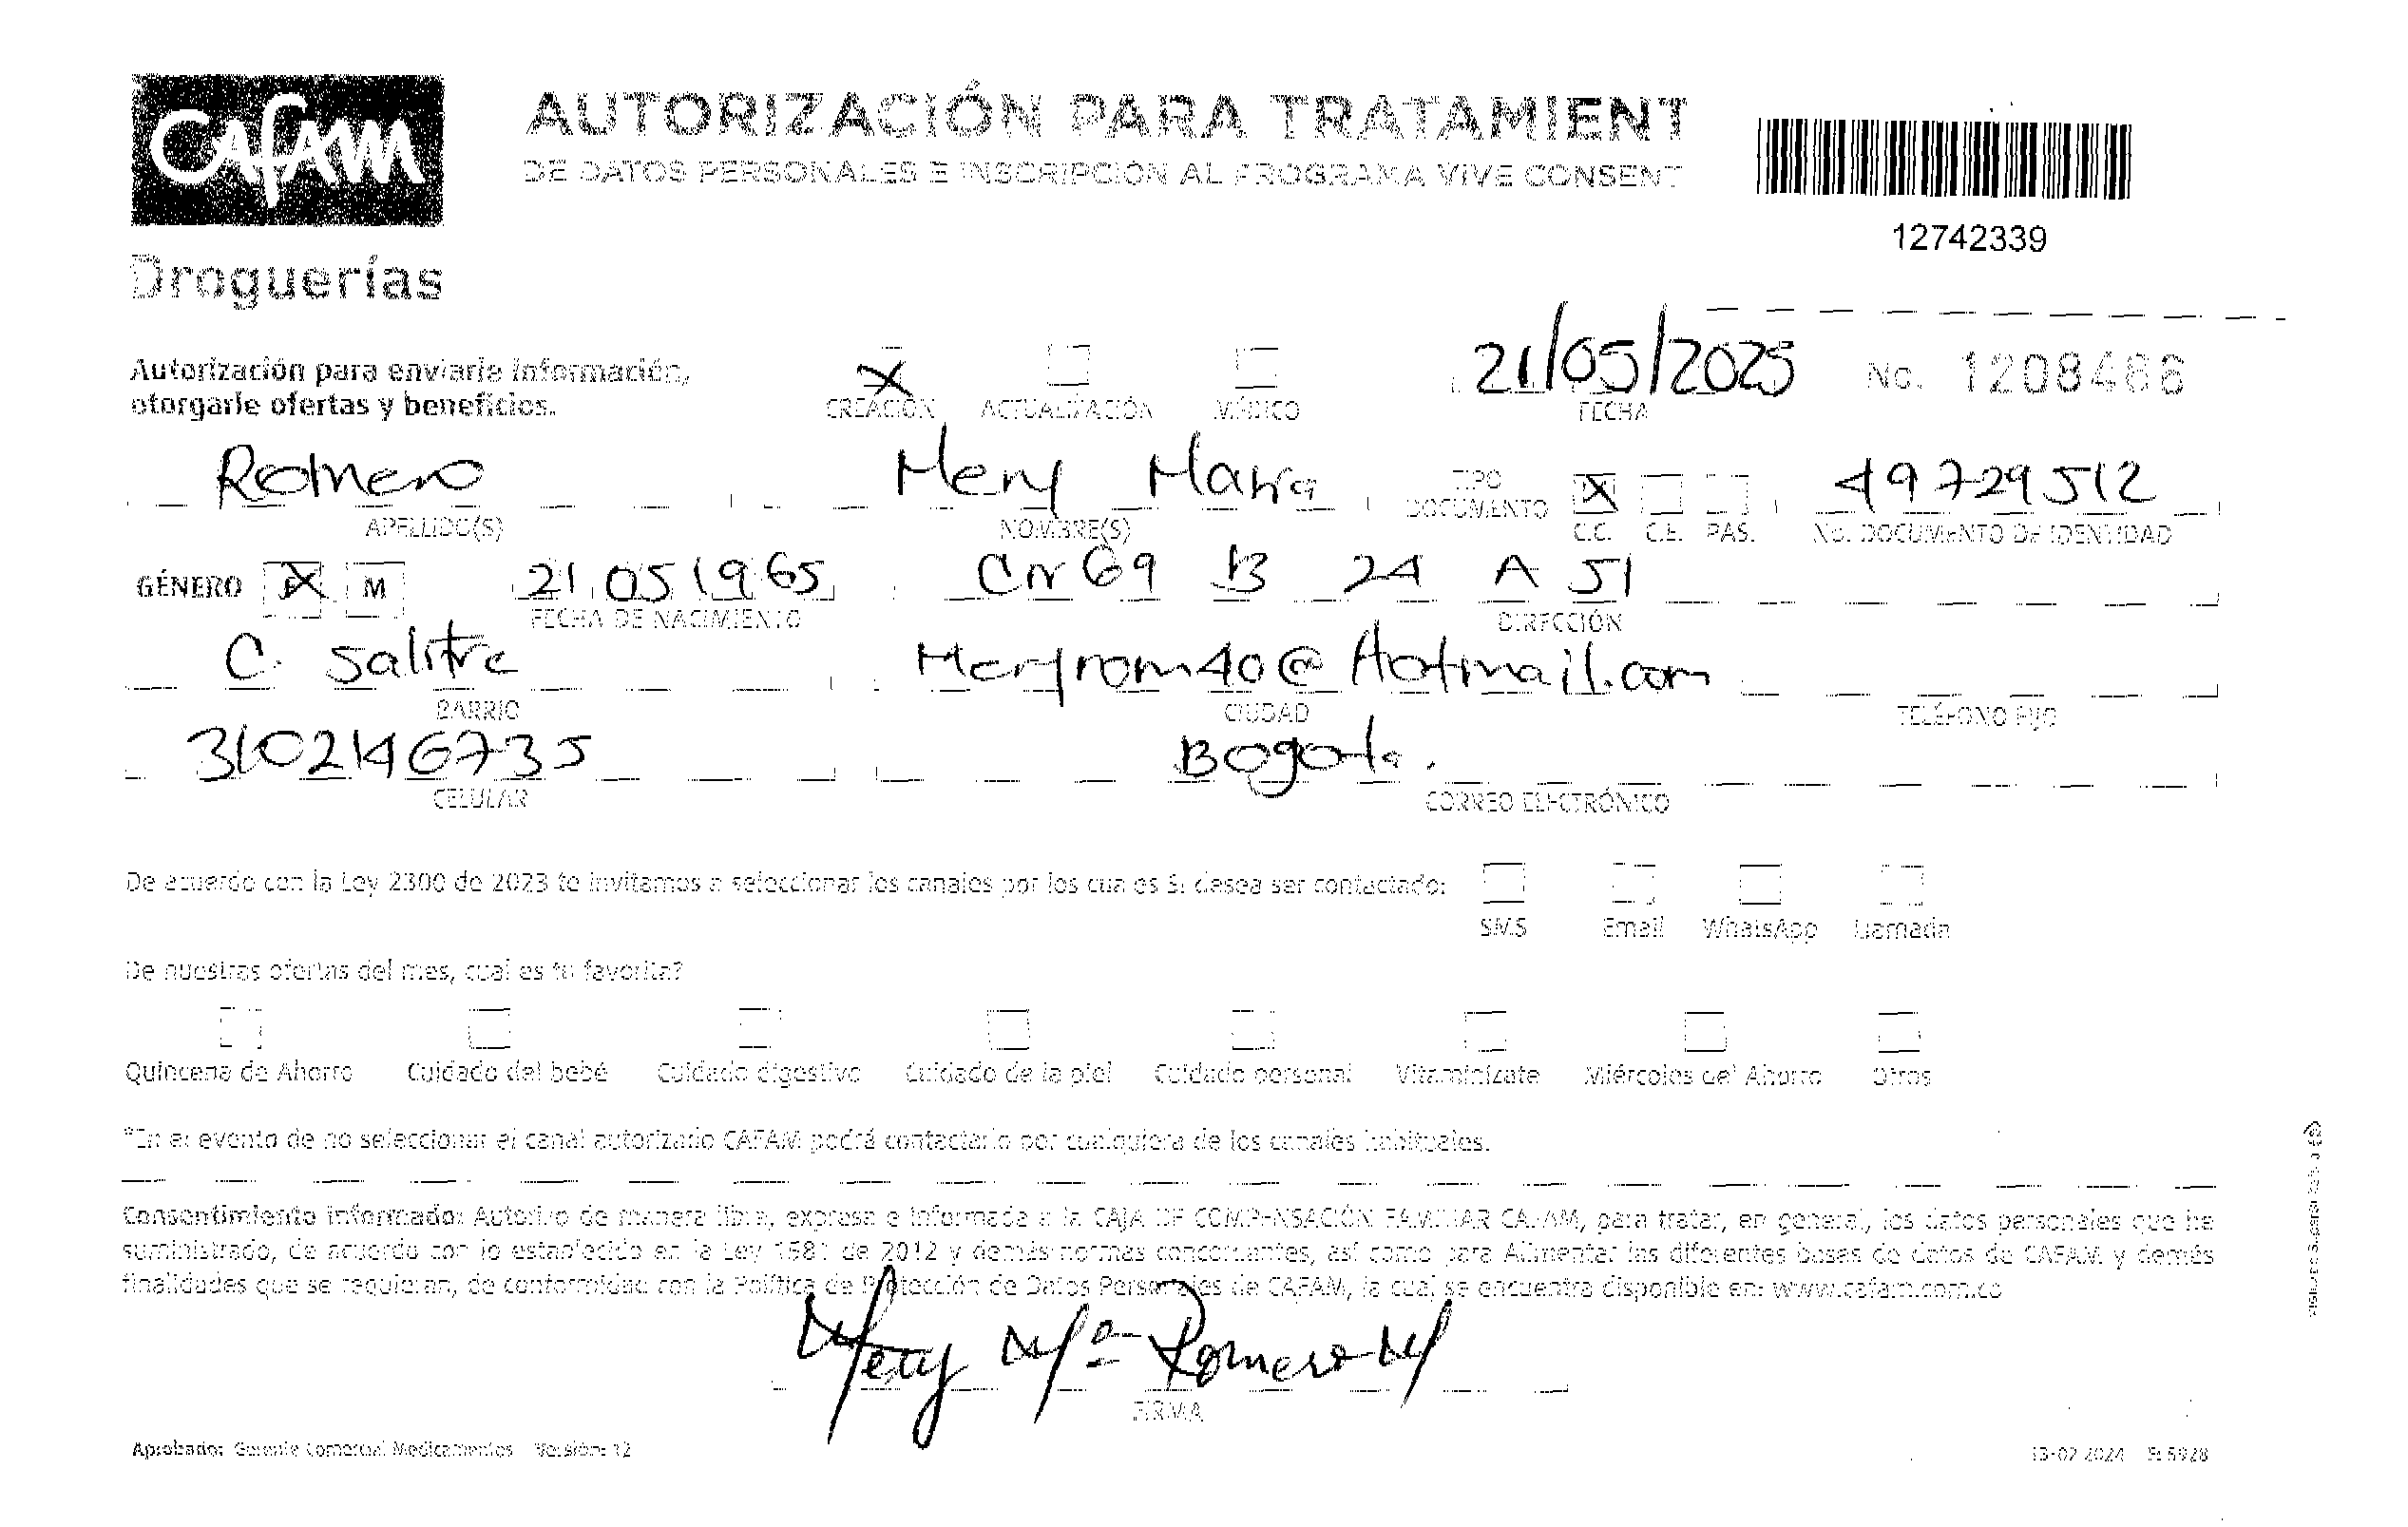 Cafam
AUTORIZACIÓN PARA TRATAMIENT
DE DATOS PERSONALES E INSCRIPCIÓN AL PROGRAMA VIVE CONSENT
12742339
Droguerías
Autorización para enviarle información,
otorgarle ofertas y beneficios.
CREACIÓN ACTUALIZACIÓN MÉDICO
21/05/2025
FECHA
No. 1208486
Romero Mery Maria
APELLIDO(S) NOMBRE(S)
TIPO DOCUMENTO X C.C. C.E. PAS.
49729512
No. DOCUMENTO DE IDENTIDAD
GÉNERO X M 21 05 1965 Cr 69 B 24 A 51
FECHA DE NACIMIENTO DIRECCIÓN
C. Salitre Meryrom40@Hotmail.com
BARRIO CIUDAD TELÉFONO FIJO
3102146735 Bogota.
CELULAR CORREO ELECTRÓNICO
De acuerdo con la Ley 2300 de 2023 te invitamos a seleccionar los canales por los cuales Sí desea ser contactado:
SMS Email WhatsApp Llamada
De nuestras ofertas del mes, cual es tu favorita?
Quincena de Ahorro Cuidado del bebé Cuidado digestivo Cuidado de la piel Cuidado personal Vitaminízate Miércoles del Ahorro Otros
*En el evento de no seleccionar el canal autorizado CAFAM podrá contactarlo por cualquiera de los canales habituales.
Consentimiento informado: Autorizo de manera libre, expresa e informada a la CAJA DE COMPENSACIÓN FAMILIAR CAFAM, para tratar, en general, los datos personales que he
suministrado, de acuerdo con lo establecido en la Ley 1581 de 2012 y demás normas concordantes, así como para Alimentar las diferentes bases de datos de CAFAM y demás
finalidades que se requieran, de conformidad con la Política de Protección de Datos Personales de CAFAM, la cual se encuentra disponible en: www.cafam.com.co
Mery Mª Romero M
FIRMA
Aprobado: Gerente Comercial Medicamentos Versión: 12
13-02-2024 F: 5928